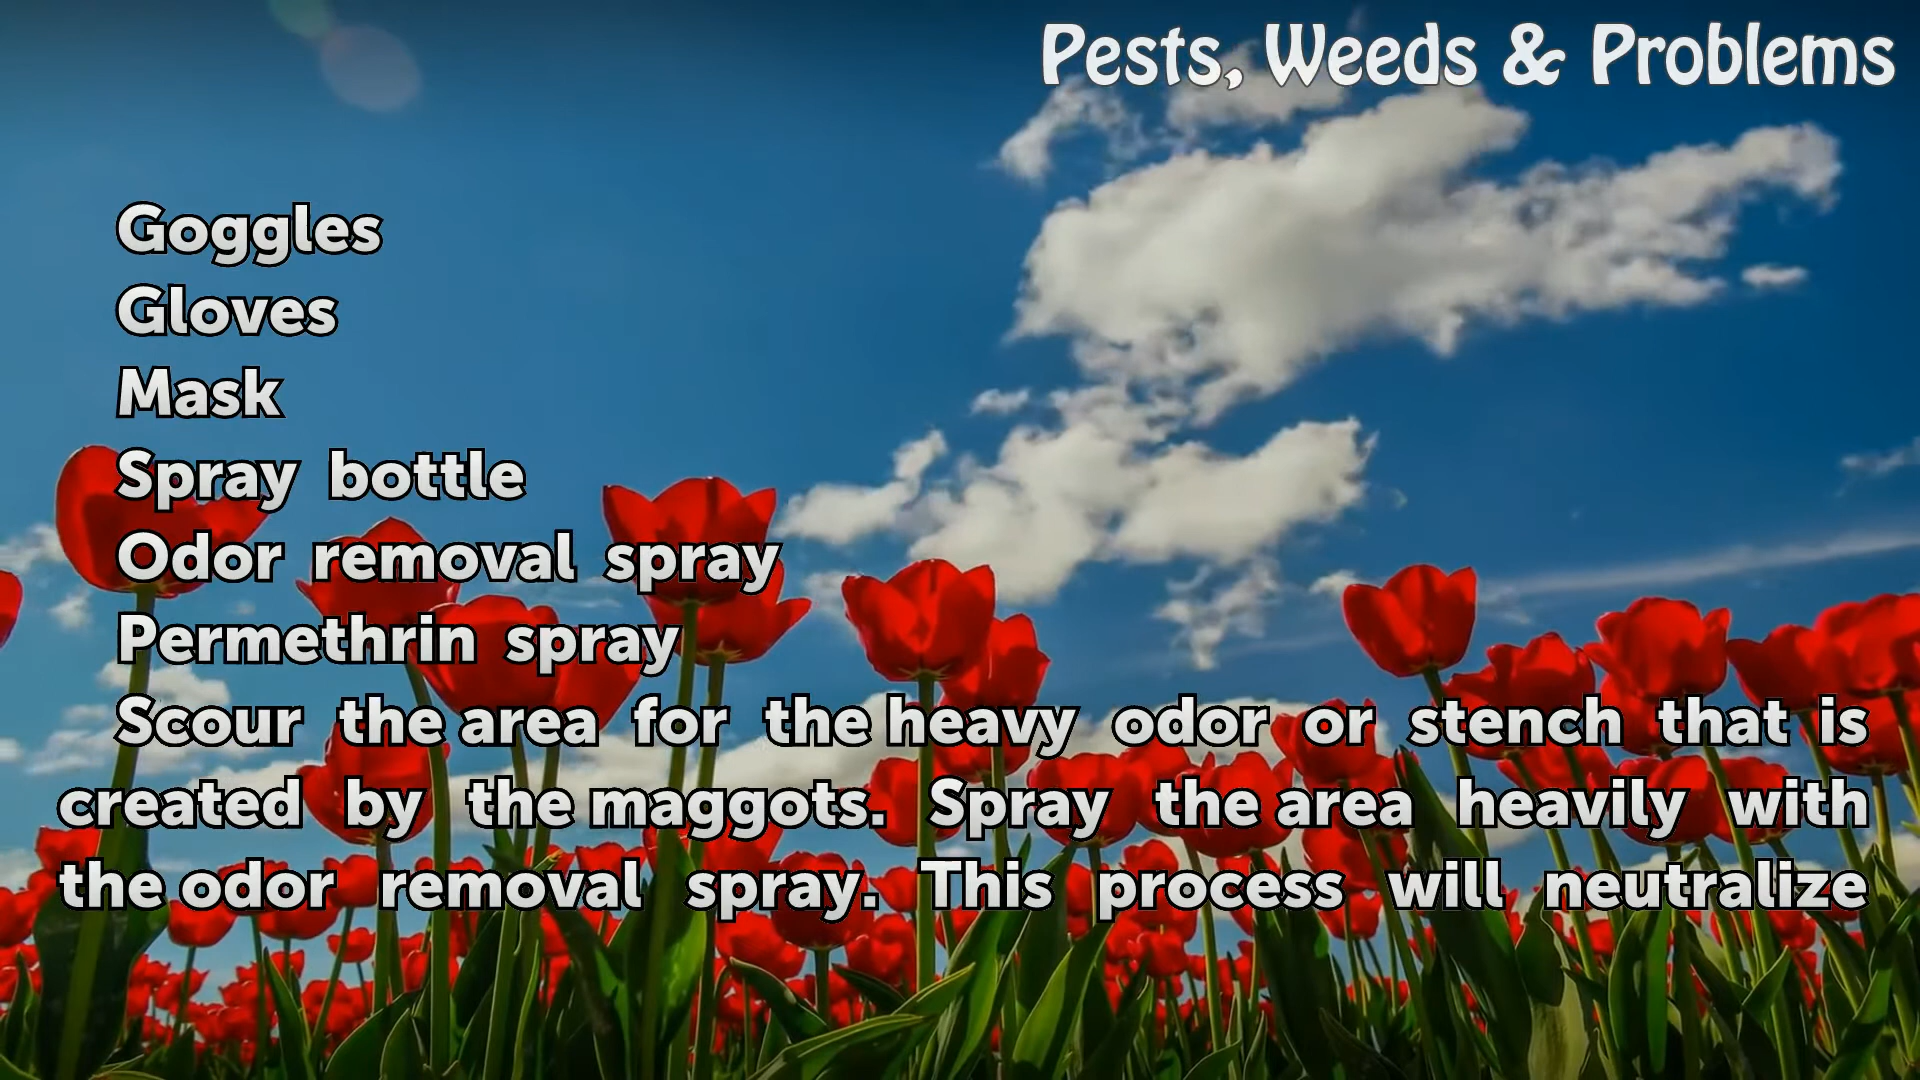 Pests, Weeds & Problems
Goggles
Gloves
Mask
Spray bottle
Odor removal spray
Permethrin spray
Scour the area for the heavy odor or stench that is
created by the maggots. Spray the area heavily with
the odor removal spray. This process will neutralize